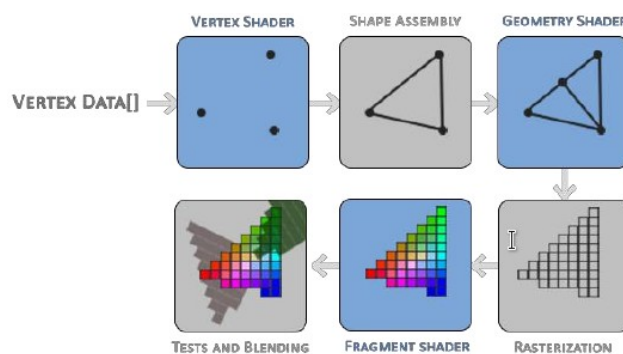 VERTEX SHADER
SHAPE ASSEMBLY
GEOMETRY SHADER
VERTEX DATA[]
TESTS AND BLENDING
FRAGMENT SHADER
RASTERIZATION